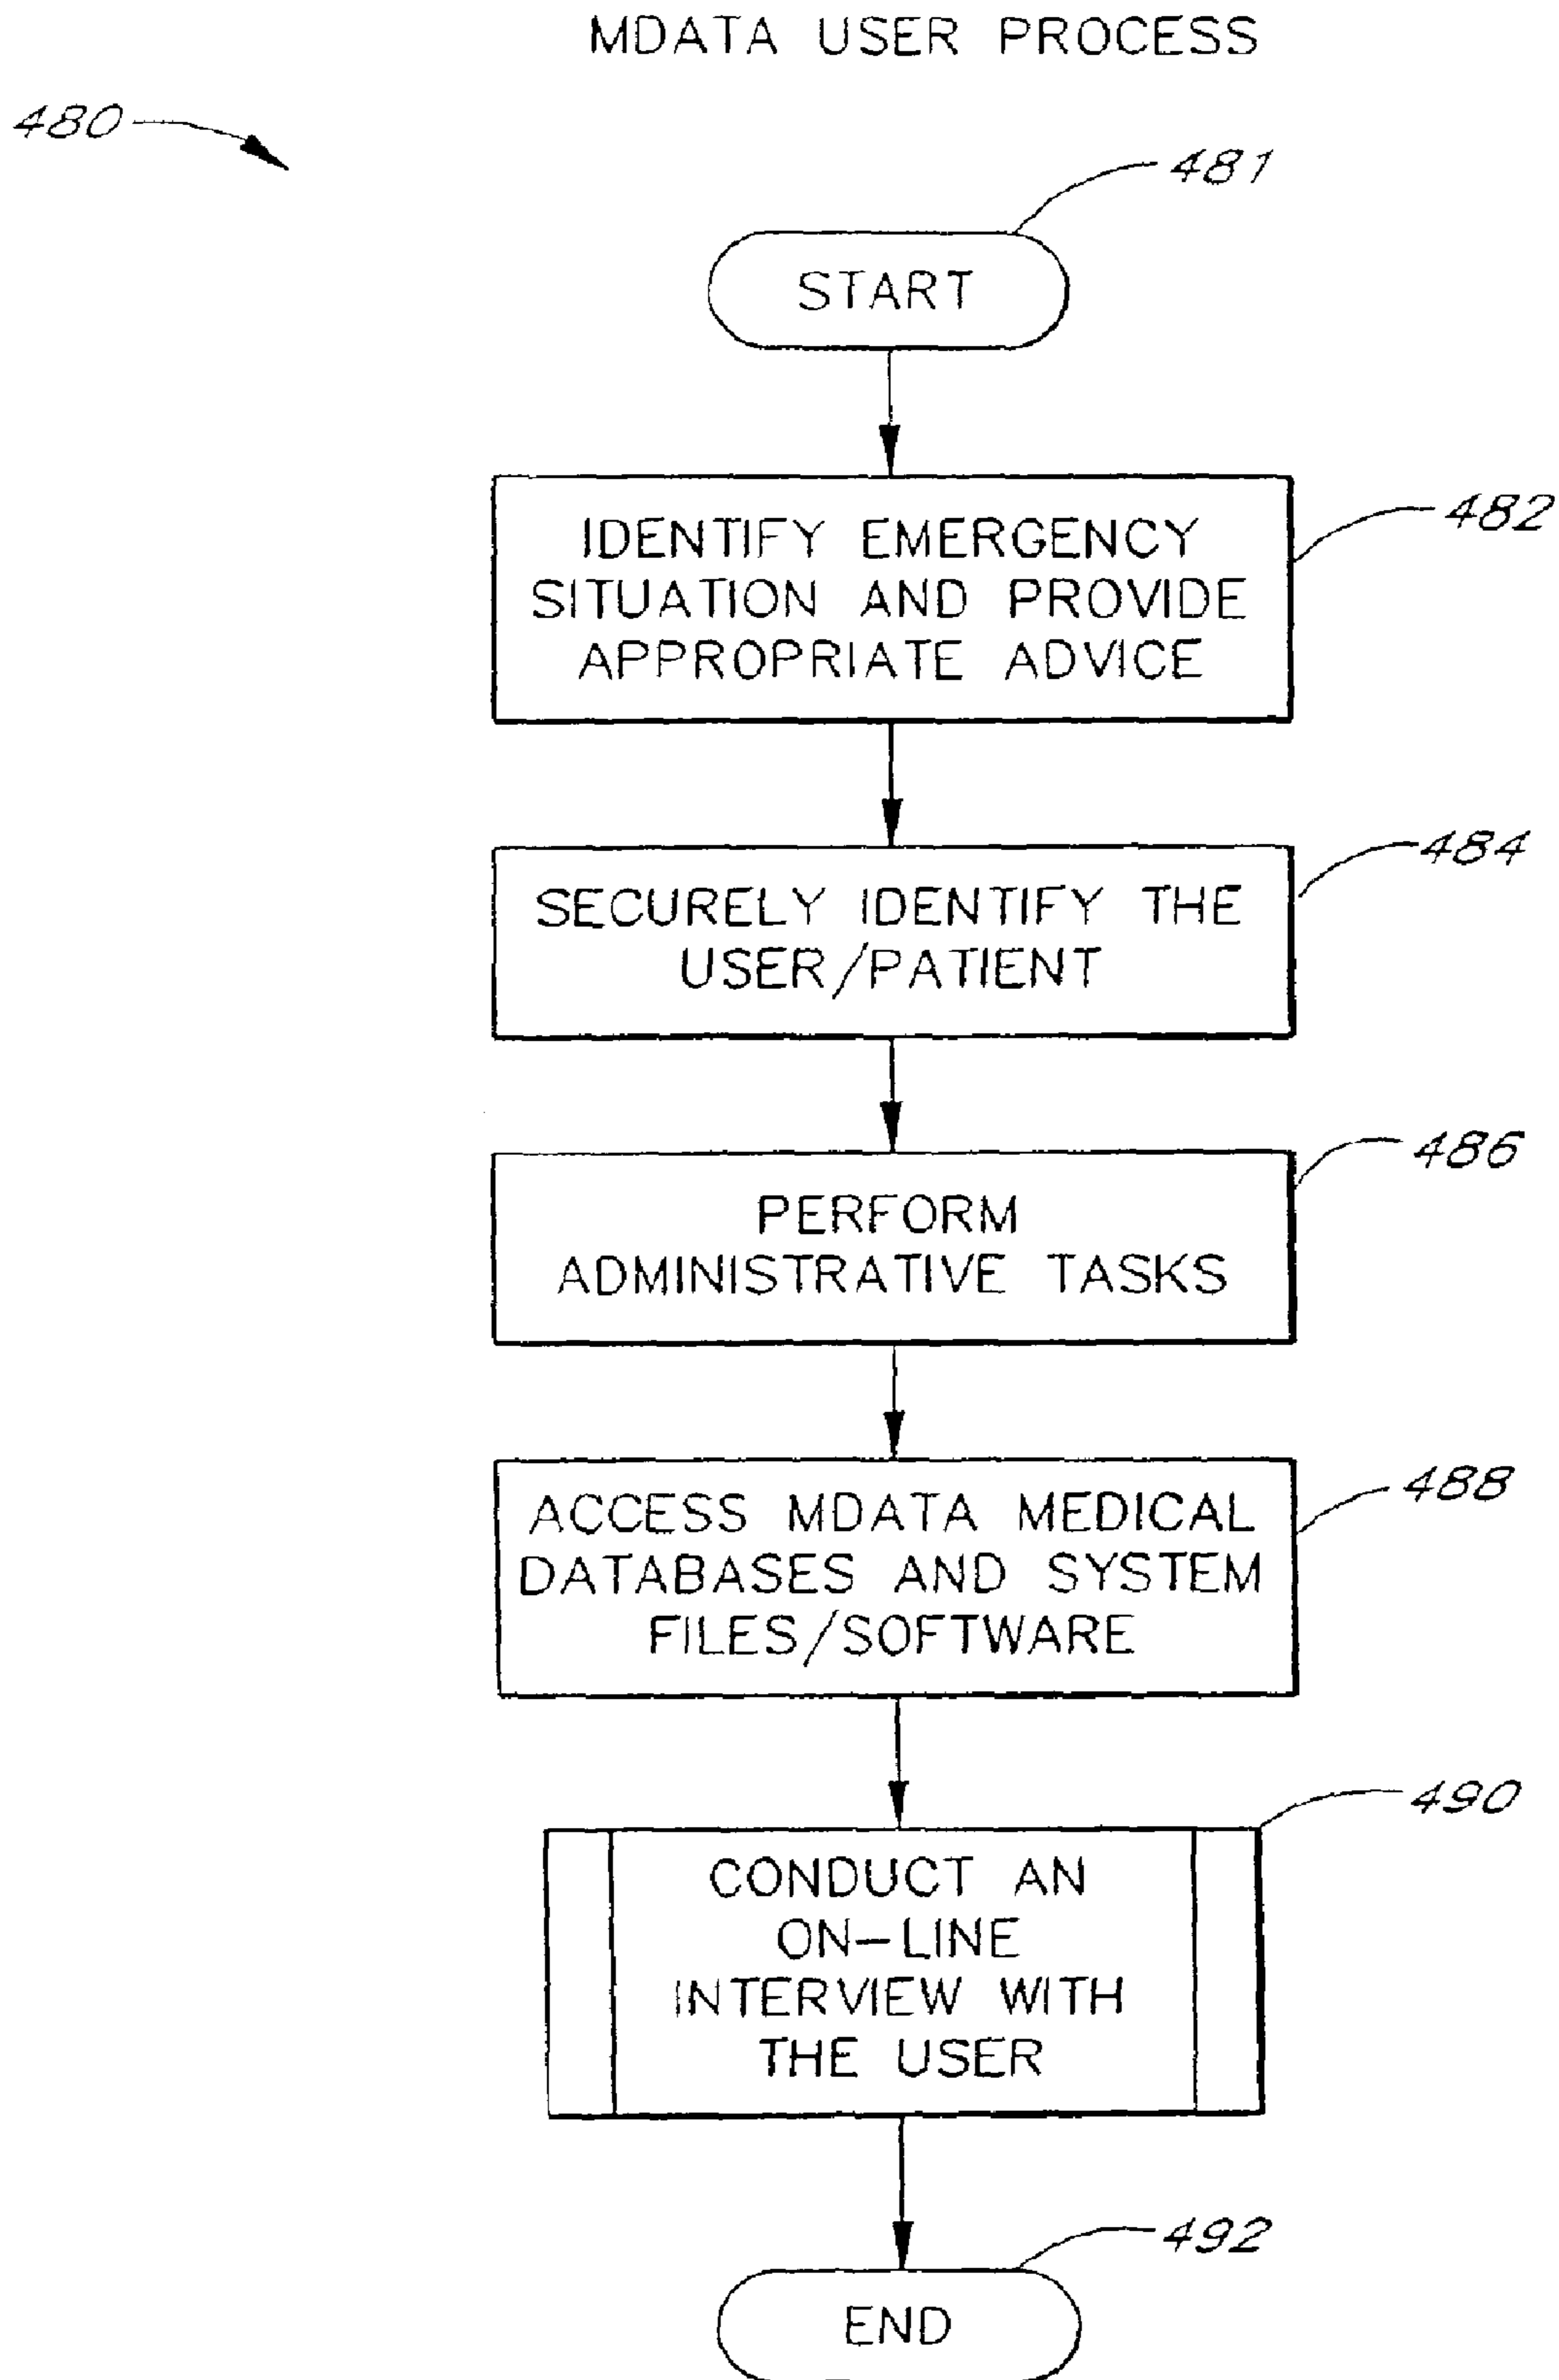 MDATA USER PROCESS
480
481
START
482
IDENTIFY EMERGENCY
SITUATION AND PROVIDE
APPROPRIATE ADVICE
484
SECURELY IDENTIFY THE
USER/PATIENT
486
PERFORM
ADMINISTRATIVE TASKS
488
ACCESS MDATA MEDICAL
DATABASES AND SYSTEM
FILES/SOFTWARE
490
CONDUCT AN
ON-LINE
INTERVIEW WITH
THE USER
492
END